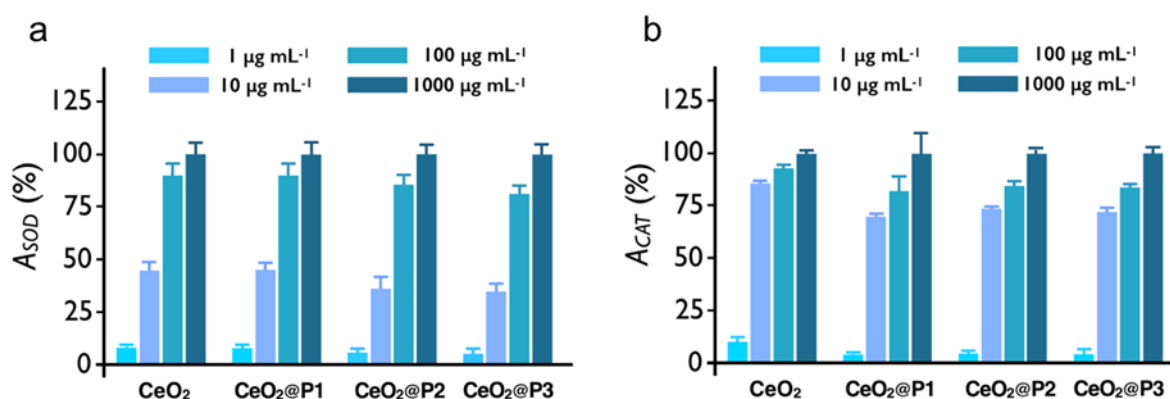 a
1 µg mL⁻¹ 100 µg mL⁻¹
10 µg mL⁻¹ 1000 µg mL⁻¹
125
100
75
50
25
0
A_SOD (%)
CeO₂ CeO₂@P1 CeO₂@P2 CeO₂@P3
b
1 µg mL⁻¹ 100 µg mL⁻¹
10 µg mL⁻¹ 1000 µg mL⁻¹
125
100
75
50
25
0
A_CAT (%)
CeO₂ CeO₂@P1 CeO₂@P2 CeO₂@P3